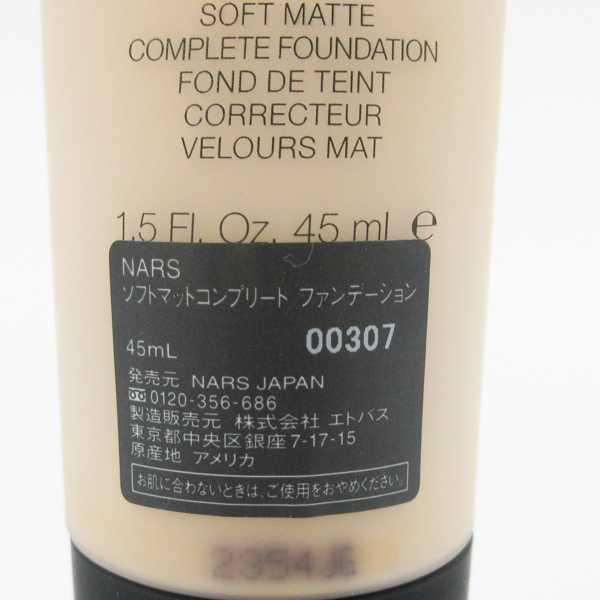 SOFT MATTE
COMPLETE FOUNDATION
FOND DE TEINT
CORRECTEUR
VELOURS MAT
1.5 Fl. Oz. 45 ml ℮
NARS
ソフトマットコンプリート ファンデーション
45mL 00307
発売元 NARS JAPAN
0120-356-686
製造販売元 株式会社 エトバス
東京都中央区銀座7-17-15
原産地 アメリカ
お肌に合わないときは、ご使用をおやめください。